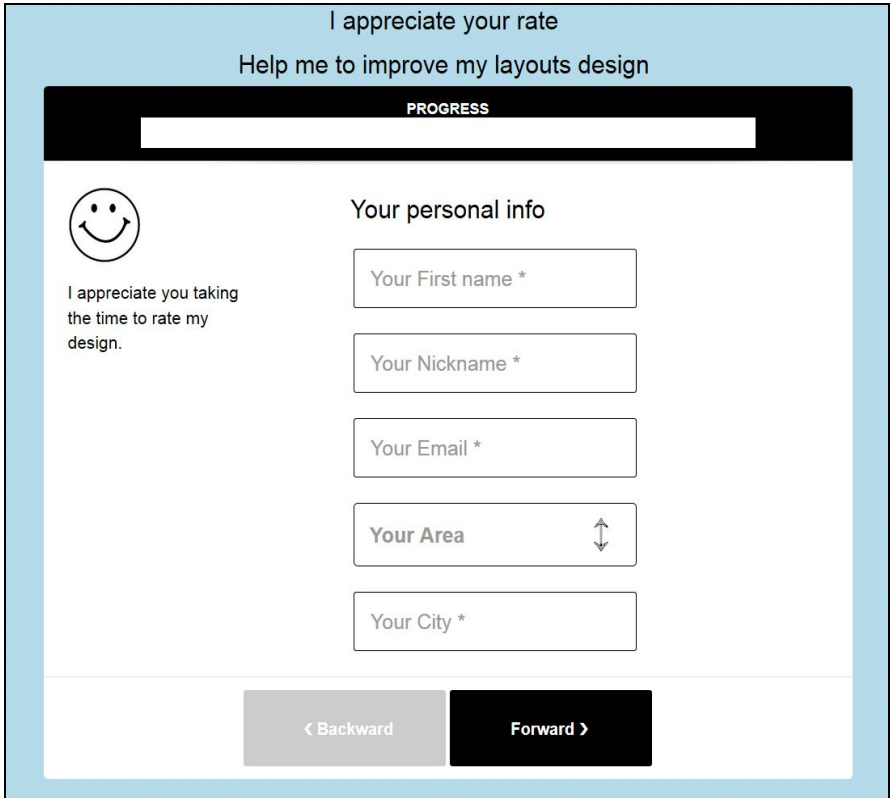 I appreciate your rate
Help me to improve my layouts design
PROGRESS
I appreciate you taking
the time to rate my
design.
Your personal info
Your First name *
Your Nickname *
Your Email *
Your Area
Your City *
❮ Backward
Forward ❯